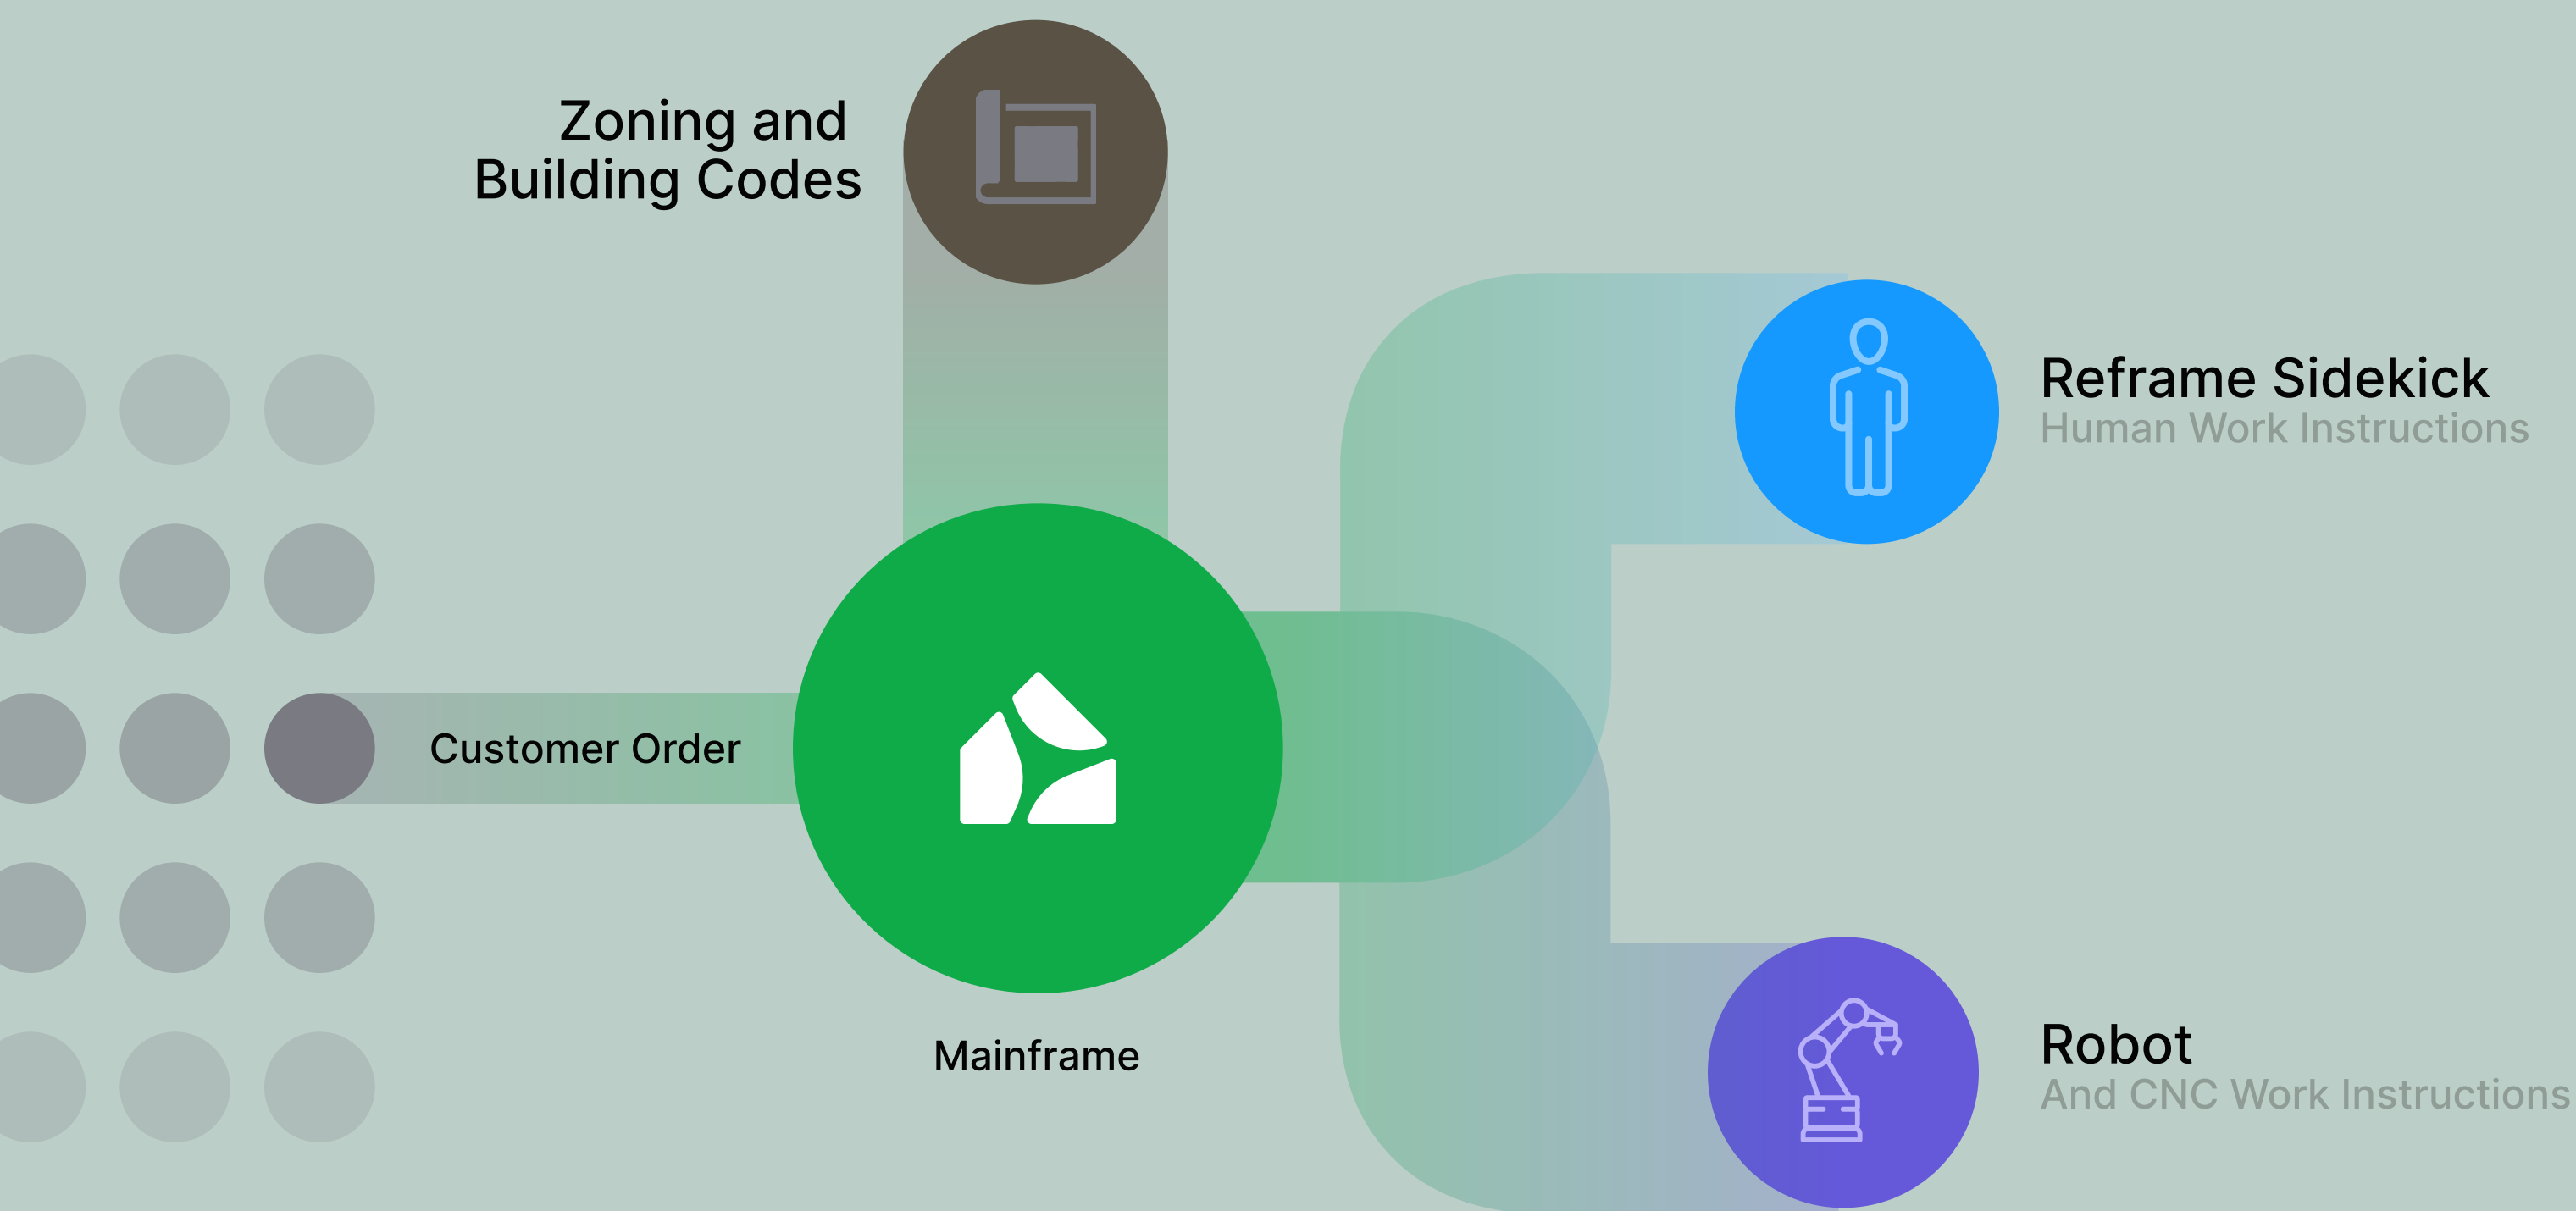 Zoning and
Building Codes
Reframe Sidekick
Human Work Instructions
Customer Order
Mainframe
Robot
And CNC Work Instructions